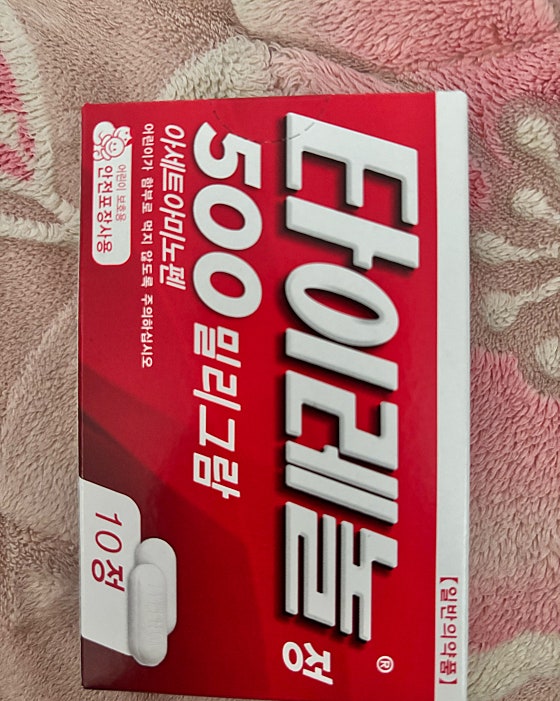 [일반의약품]
타이레놀정®
500밀리그람
아세트아미노펜
어린이가 함부로 먹지 않도록 주의하십시오
어린이 보호용
안전포장사용
10정